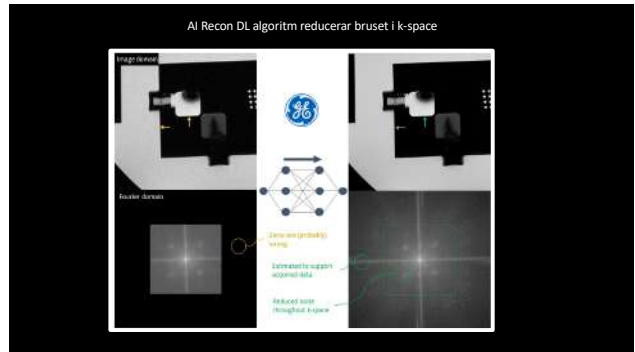 AI Recon DL algoritm reducerar bruset i k-space
Image domain
GE
Fourier domain
Zeros are (probably)
wrong
Estimated to support
acquired data
Reduced noise
throughout k-space